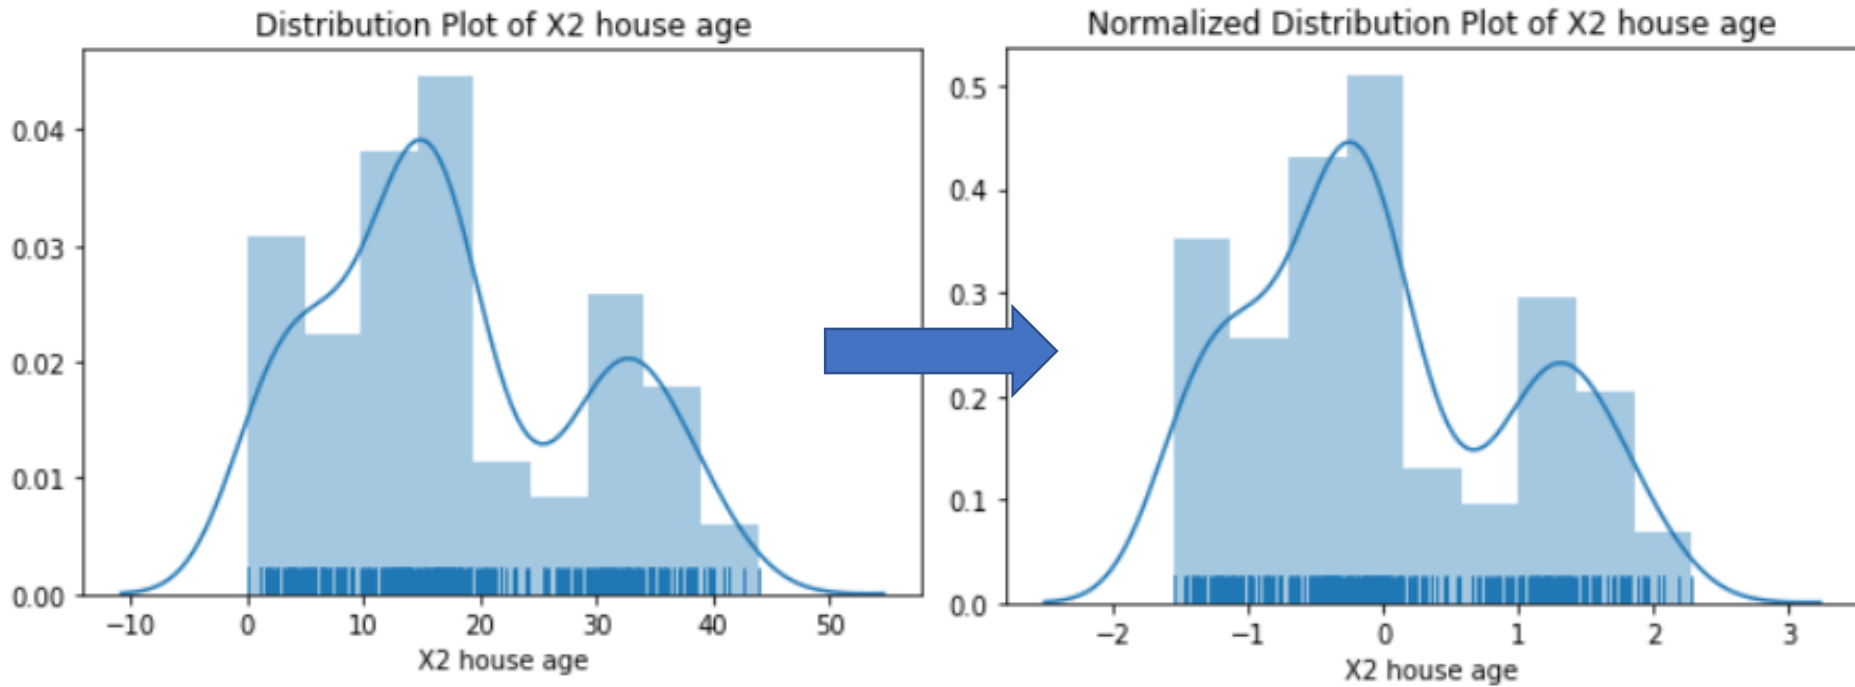 Distribution Plot of X2 house age
0.04
0.03
0.02
0.01
0.00
−10 0 10 20 30 40 50
X2 house age
Normalized Distribution Plot of X2 house age
0.5
0.4
0.3
0.2
0.1
0.0
−2 −1 0 1 2 3
X2 house age